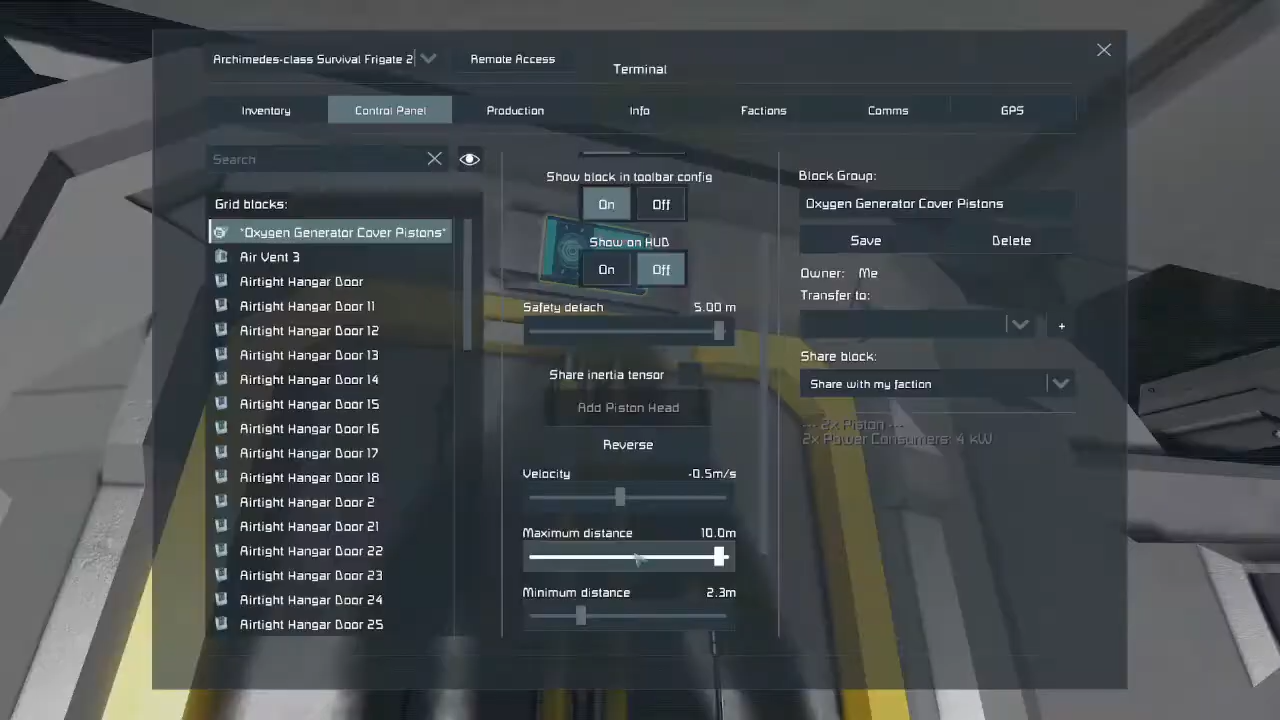 Archimedes-class Survival Frigate 2
Remote Access
Terminal
Inventory
Control Panel
Production
Info
Factions
Comms
GPS
Search
Grid blocks:
"Oxygen Generator Cover Pistons"
Air Vent 3
Airtight Hangar Door
Airtight Hangar Door 11
Airtight Hangar Door 12
Airtight Hangar Door 13
Airtight Hangar Door 14
Airtight Hangar Door 15
Airtight Hangar Door 16
Airtight Hangar Door 17
Airtight Hangar Door 18
Airtight Hangar Door 2
Airtight Hangar Door 21
Airtight Hangar Door 22
Airtight Hangar Door 23
Airtight Hangar Door 24
Airtight Hangar Door 25
Show block in toolbar config
On Off
Show on HUD
On Off
Safety detach 5.00 m
Share inertia tensor
Add Piston Head
Reverse
Velocity -0.5m/s
Maximum distance 10.0m
Minimum distance 2.3m
Block Group:
Oxygen Generator Cover Pistons
Save Delete
Owner: Me
Transfer to:
+
Share block:
Share with my faction
--- 2x Piston ---
2x Power Consumers: 4 kW